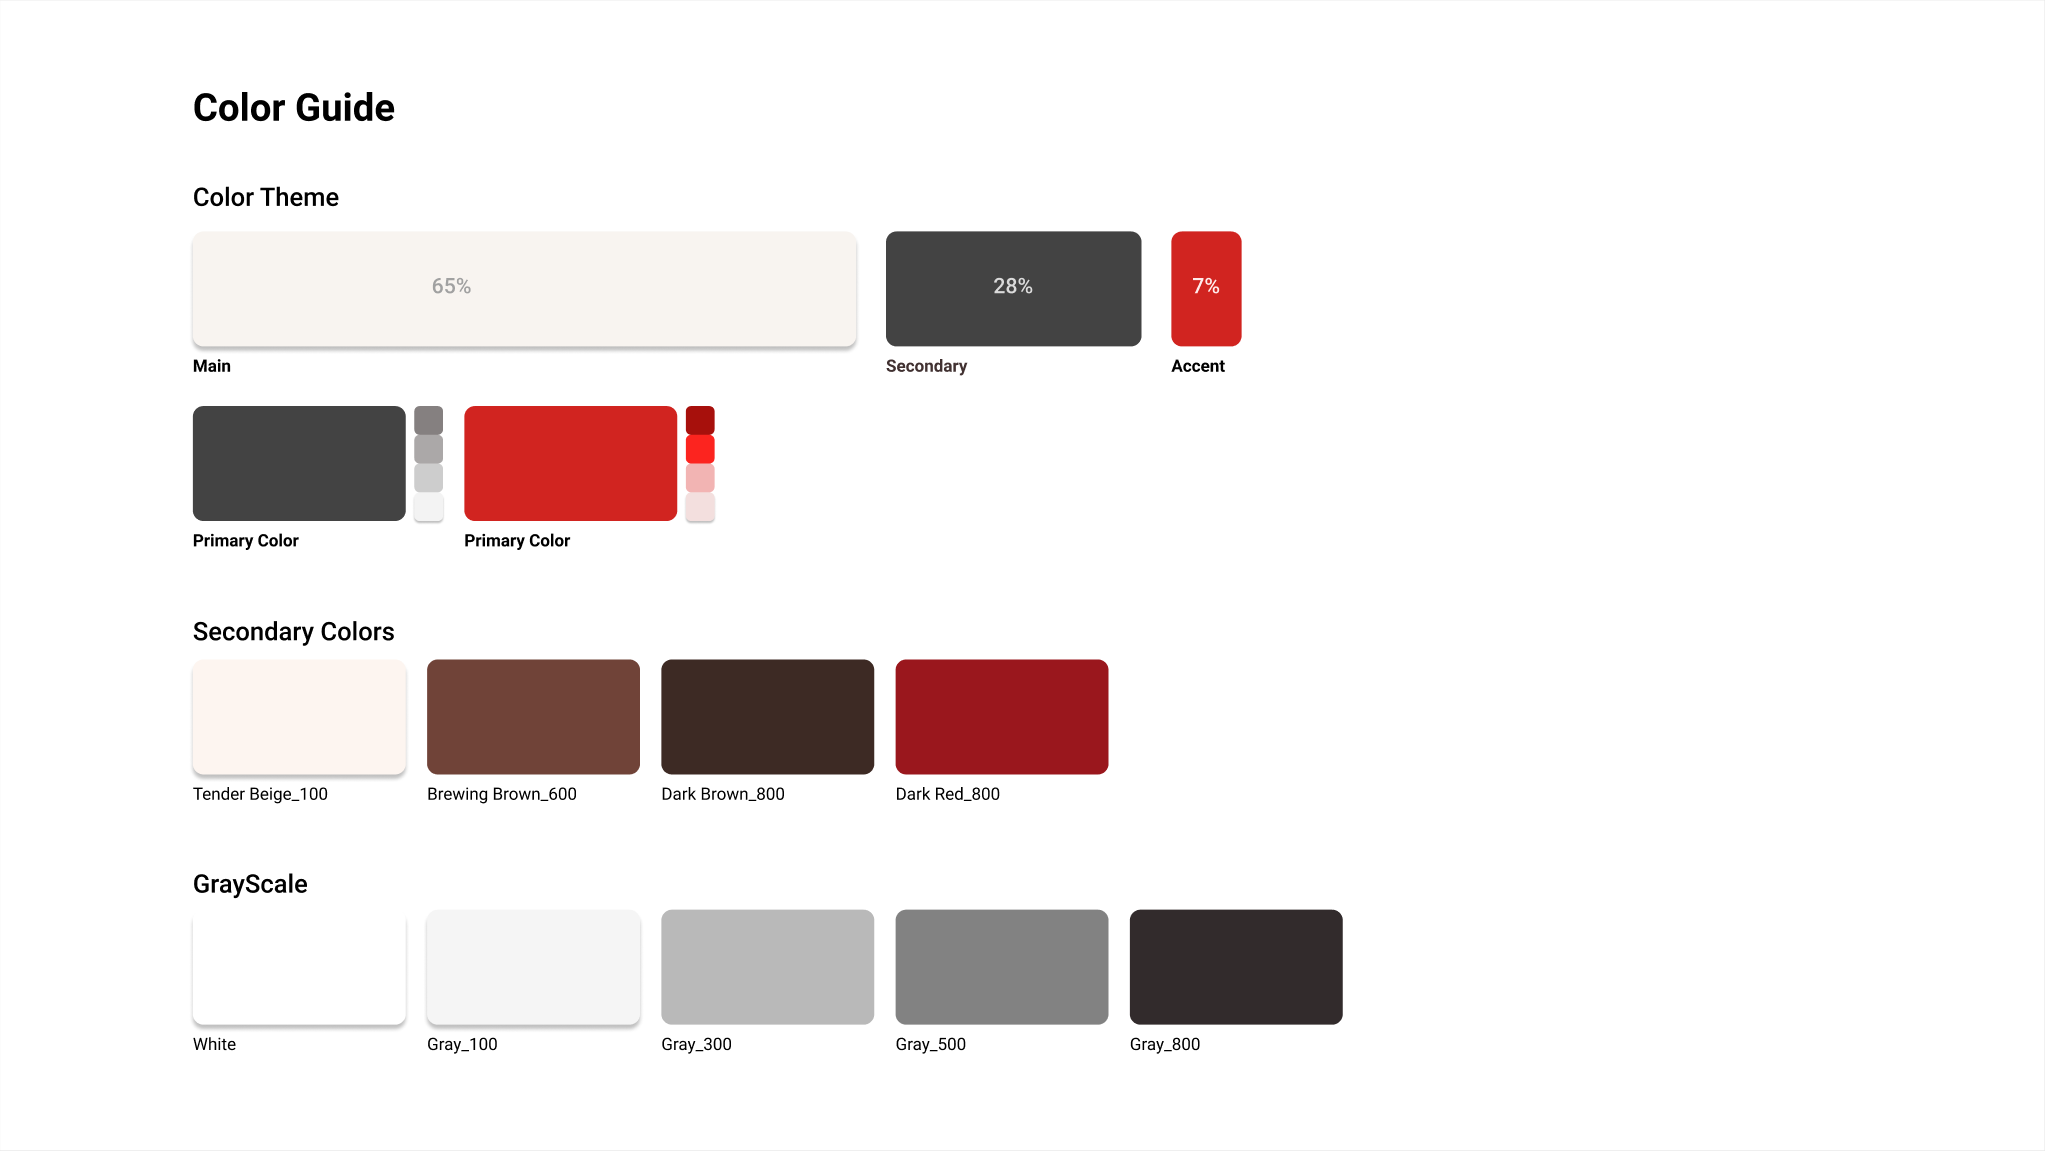 Color Guide
Color Theme
65%
28%
7%
Main
Secondary
Accent
Primary Color
Primary Color
Secondary Colors
Tender Beige_100
Brewing Brown_600
Dark Brown_800
Dark Red_800
GrayScale
White
Gray_100
Gray_300
Gray_500
Gray_800